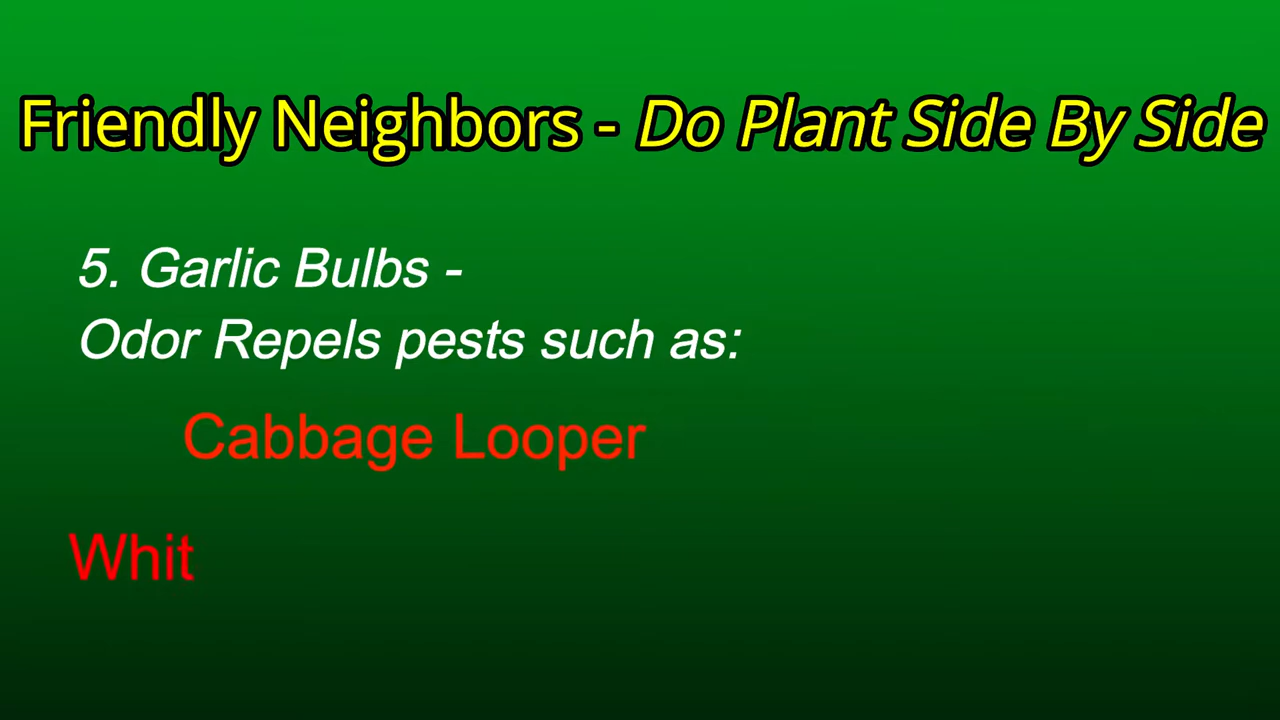 Friendly Neighbors - Do Plant Side By Side
5. Garlic Bulbs -
Odor Repels pests such as:
Cabbage Looper
Whit